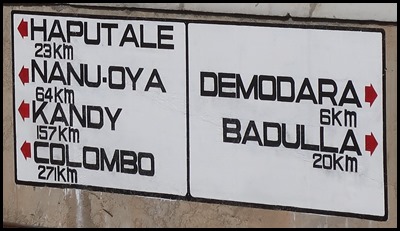 HAPUTALE
23KM
NANU-OYA
64KM
KANDY
157KM
COLOMBO
271KM
DEMODARA
6KM
BADULLA
20KM